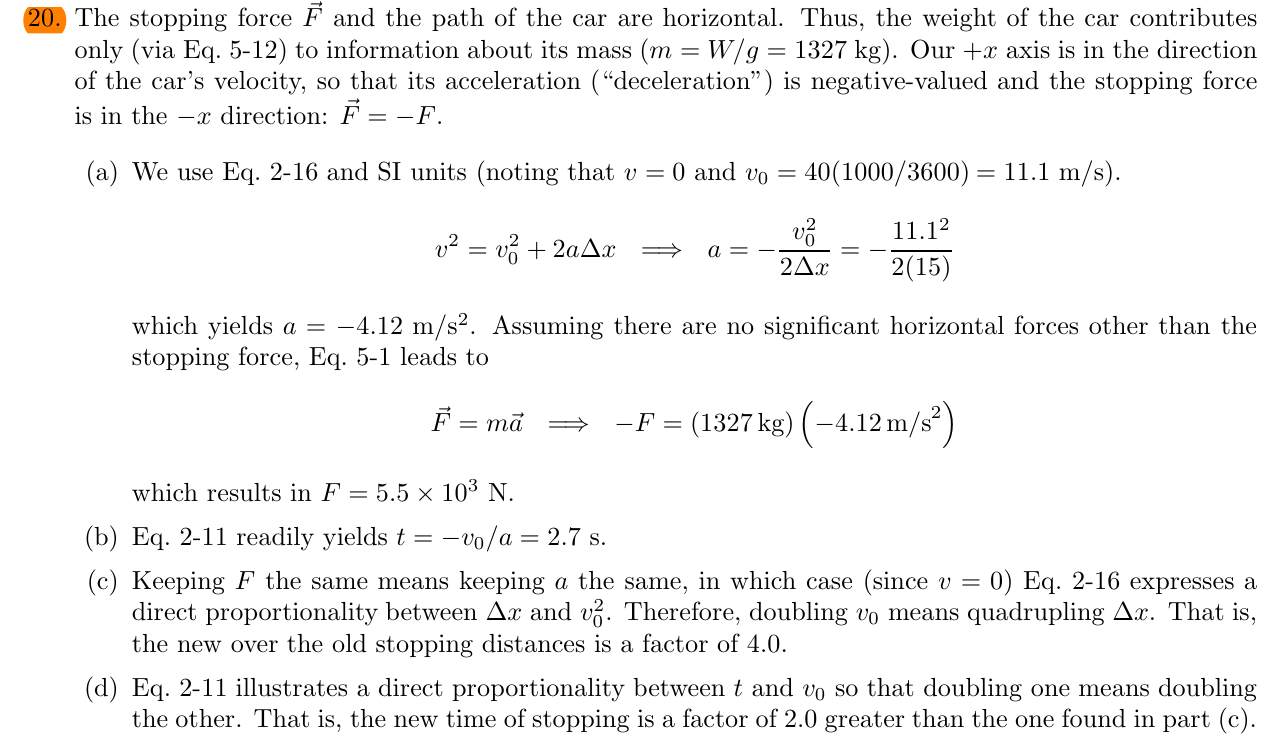 20. The stopping force F⃗ and the path of the car are horizontal. Thus, the weight of the car contributes
only (via Eq. 5-12) to information about its mass (m = W/g = 1327 kg). Our +x axis is in the direction
of the car’s velocity, so that its acceleration (“deceleration”) is negative-valued and the stopping force
is in the −x direction: F⃗ = −F.
(a) We use Eq. 2-16 and SI units (noting that v = 0 and v₀ = 40(1000/3600) = 11.1 m/s).
v² = v₀² + 2aΔx ⟹ a = −v₀²/2Δx = −11.1²/2(15)
which yields a = −4.12 m/s². Assuming there are no significant horizontal forces other than the
stopping force, Eq. 5-1 leads to
F⃗ = ma⃗ ⟹ −F = (1327 kg) (−4.12 m/s²)
which results in F = 5.5 × 10³ N.
(b) Eq. 2-11 readily yields t = −v₀/a = 2.7 s.
(c) Keeping F the same means keeping a the same, in which case (since v = 0) Eq. 2-16 expresses a
direct proportionality between Δx and v₀². Therefore, doubling v₀ means quadrupling Δx. That is,
the new over the old stopping distances is a factor of 4.0.
(d) Eq. 2-11 illustrates a direct proportionality between t and v₀ so that doubling one means doubling
the other. That is, the new time of stopping is a factor of 2.0 greater than the one found in part (c).